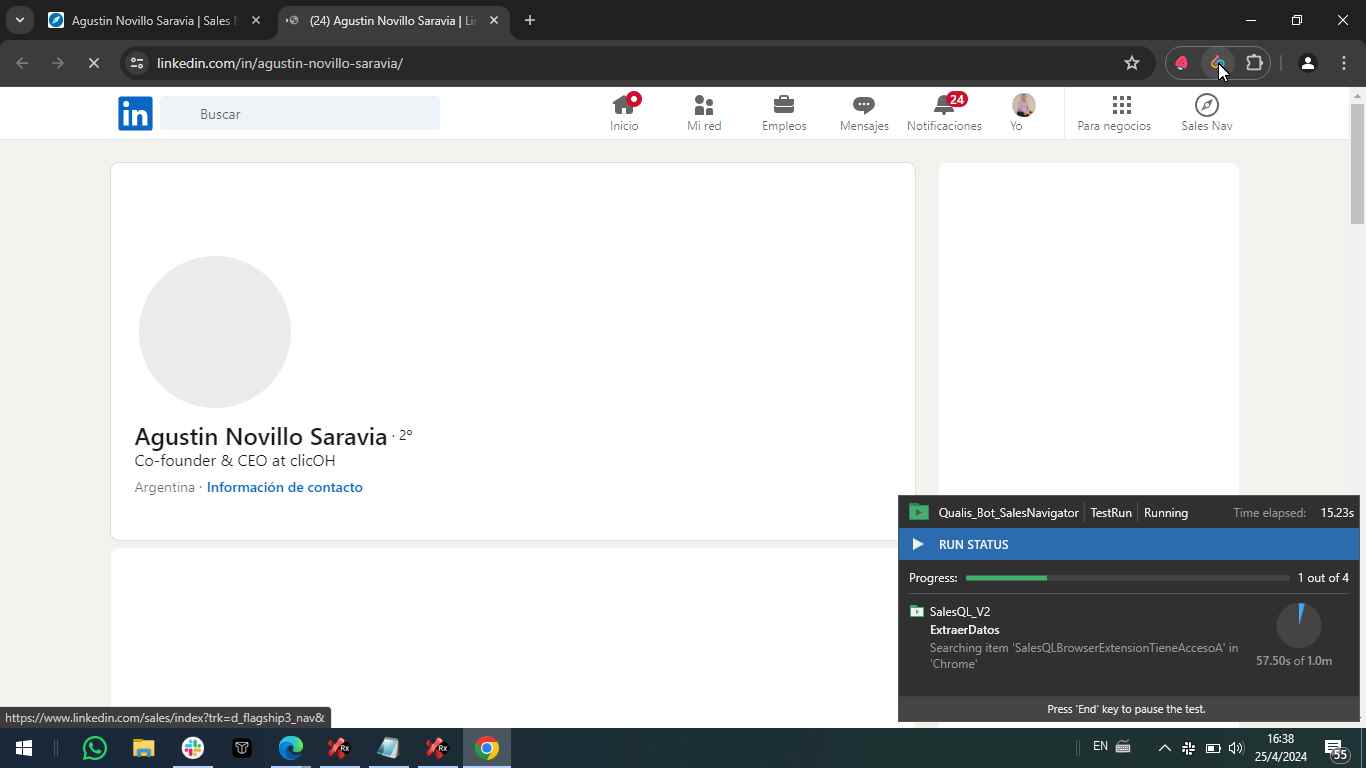 Agustin Novillo Saravia | Sales
(24) Agustin Novillo Saravia | Li
linkedin.com/in/agustin-novillo-saravia/
in
Buscar
Inicio
Mi red
Empleos
Mensajes
24
Notificaciones
Yo
Para negocios
Sales Nav
Agustin Novillo Saravia · 2º
Co-founder & CEO at clicOH
Argentina · Información de contacto
Qualis_Bot_SalesNavigator TestRun Running Time elapsed: 15.23s
RUN STATUS
Progress: 1 out of 4
SalesQL_V2
ExtraerDatos
Searching item 'SalesQLBrowserExtensionTieneAccesoA' in
'Chrome'
57.50s of 1.0m
Press 'End' key to pause the test.
https://www.linkedin.com/sales/index?trk=d_flagship3_nav&
Rx
Rx
EN
16:38
25/4/2024
55